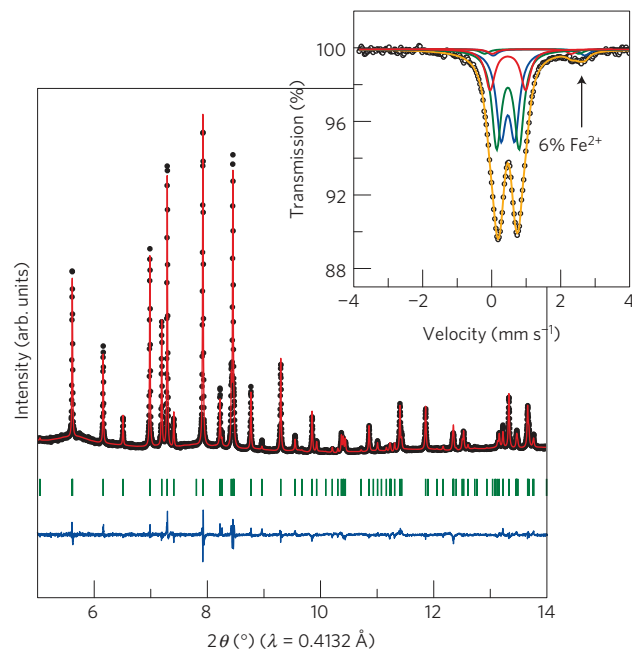 100
96
92
88
Transmission (%)
6% Fe²⁺
−4 −2 0 2 4
Velocity (mm s⁻¹)
Intensity (arb. units)
6 8 10 12 14
2θ (°) (λ = 0.4132 Å)